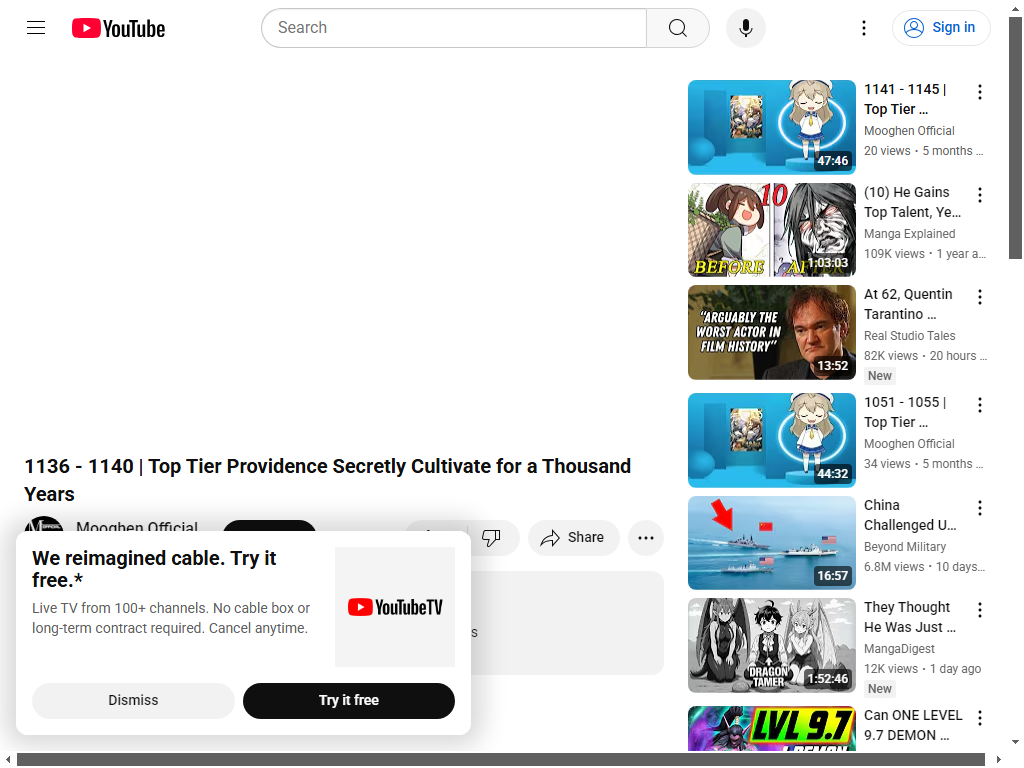 YouTube
Search
Sign in
1136 - 1140 | Top Tier Providence Secretly Cultivate for a Thousand
Years
Mooghen Official
Share
s
We reimagined cable. Try it
free.*
Live TV from 100+ channels. No cable box or
long-term contract required. Cancel anytime.
YouTubeTV
Dismiss
Try it free
47:46
1141 - 1145 |
Top Tier ...
Mooghen Official
20 views • 5 months ...
10
BEFORE
AFTER
1:03:03
(10) He Gains
Top Talent, Ye...
Manga Explained
109K views • 1 year a...
"ARGUABLY THE
WORST ACTOR IN
FILM HISTORY"
13:52
At 62, Quentin
Tarantino ...
Real Studio Tales
82K views • 20 hours ...
New
44:32
1051 - 1055 |
Top Tier ...
Mooghen Official
34 views • 5 months ...
16:57
China
Challenged U...
Beyond Military
6.8M views • 10 days...
DRAGON
TAMER
1:52:46
They Thought
He Was Just ...
MangaDigest
12K views • 1 day ago
New
LVL 9.7
Can ONE LEVEL
9.7 DEMON ...